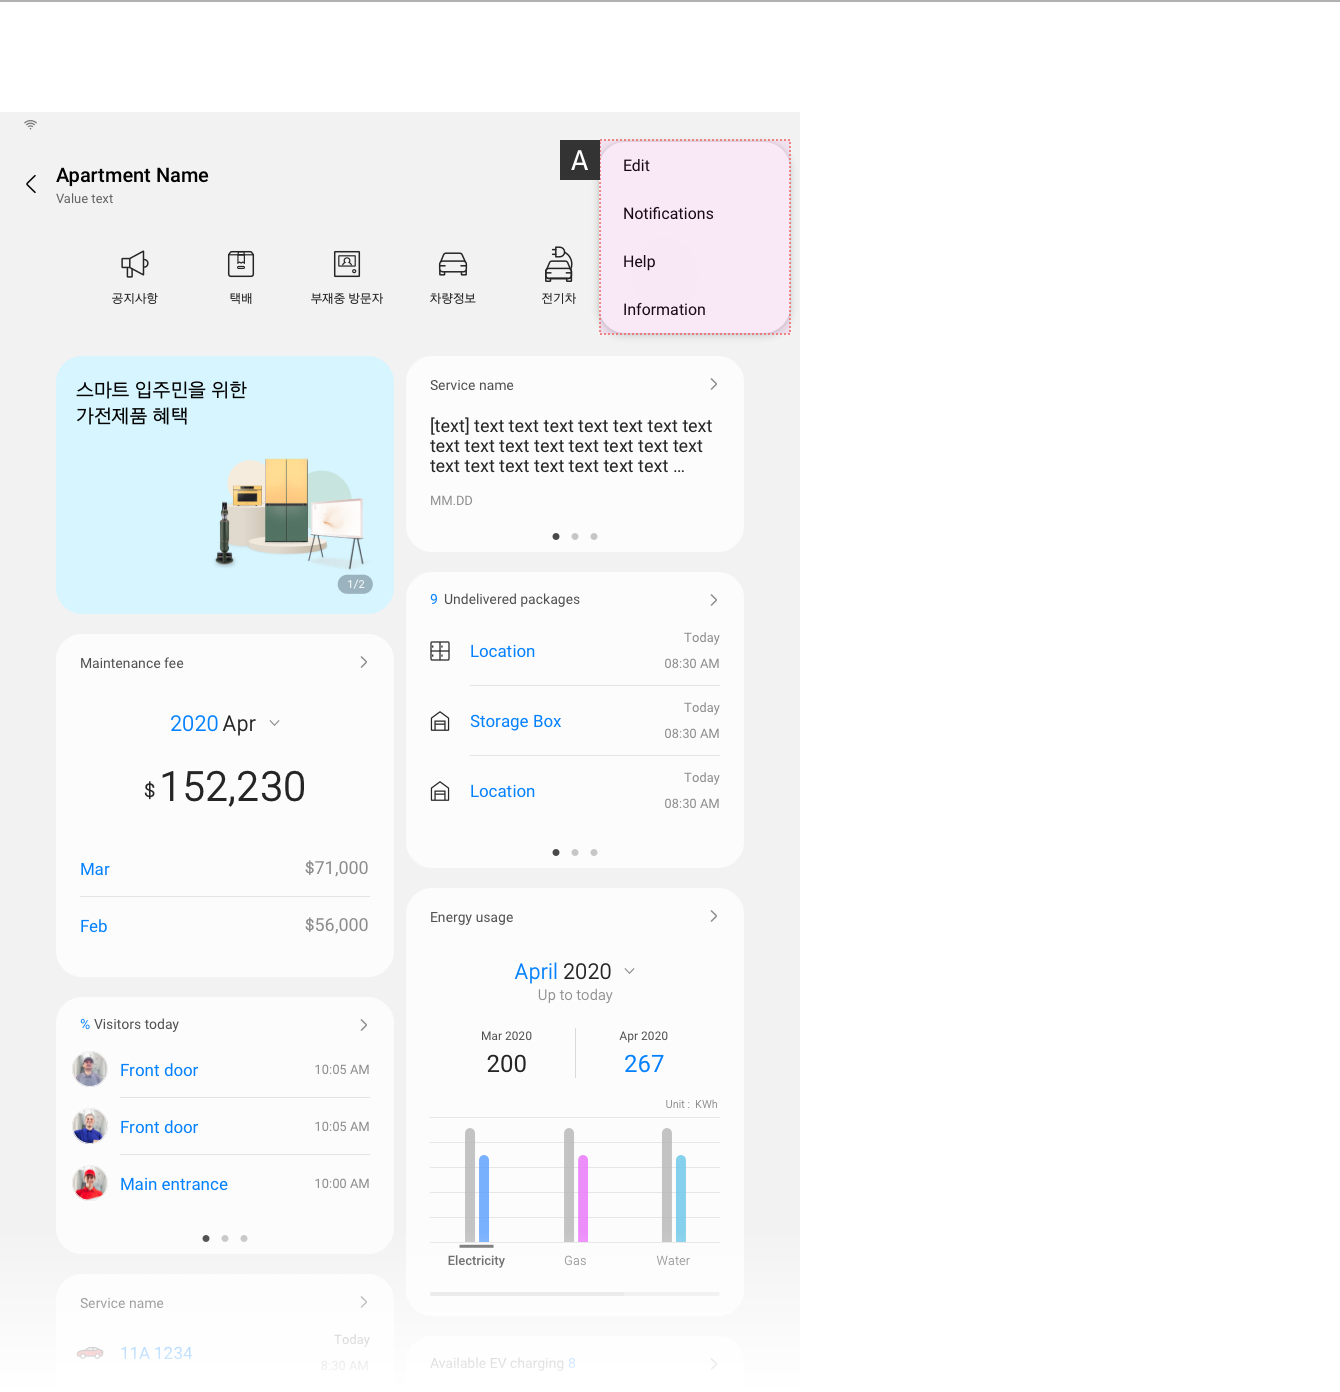 Apartment Name
Value text
A
Edit
Notifications
Help
Information
공지사항
택배
부재중 방문자
차량정보
전기차
스마트 입주민을 위한
가전제품 혜택
1/2
Service name
[text] text text text text text text text
text text text text text text text text
text text text text text text text ...
MM.DD
9 Undelivered packages
Location
Today
08:30 AM
Storage Box
Today
08:30 AM
Location
Today
08:30 AM
Maintenance fee
2020 Apr
$152,230
Mar $71,000
Feb $56,000
Energy usage
April 2020
Up to today
Mar 2020
200
Apr 2020
267
Unit : KWh
Electricity Gas Water
% Visitors today
Front door 10:05 AM
Front door 10:05 AM
Main entrance 10:00 AM
Service name
11A 1234
Today
8:30 AM
Available EV charging 8